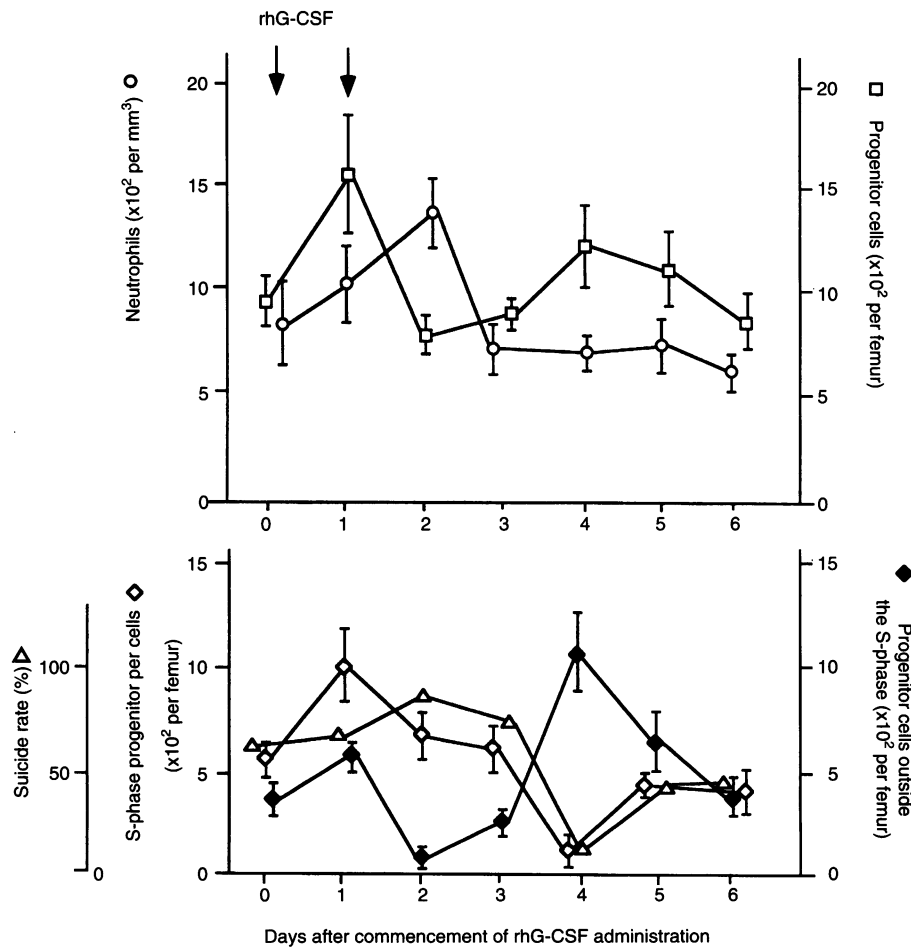 rhG-CSF
Neutrophils (x10² per mm³)
20
15
10
5
0
20
15
10
5
0
Progenitor cells (x10² per femur)
0 1 2 3 4 5 6
Suicide rate (%)
100
50
0
S-phase progenitor per cells
(x10² per femur)
15
10
5
0
15
10
5
0
Progenitor cells outside
the S-phase (x10² per femur)
0 1 2 3 4 5 6
Days after commencement of rhG-CSF administration